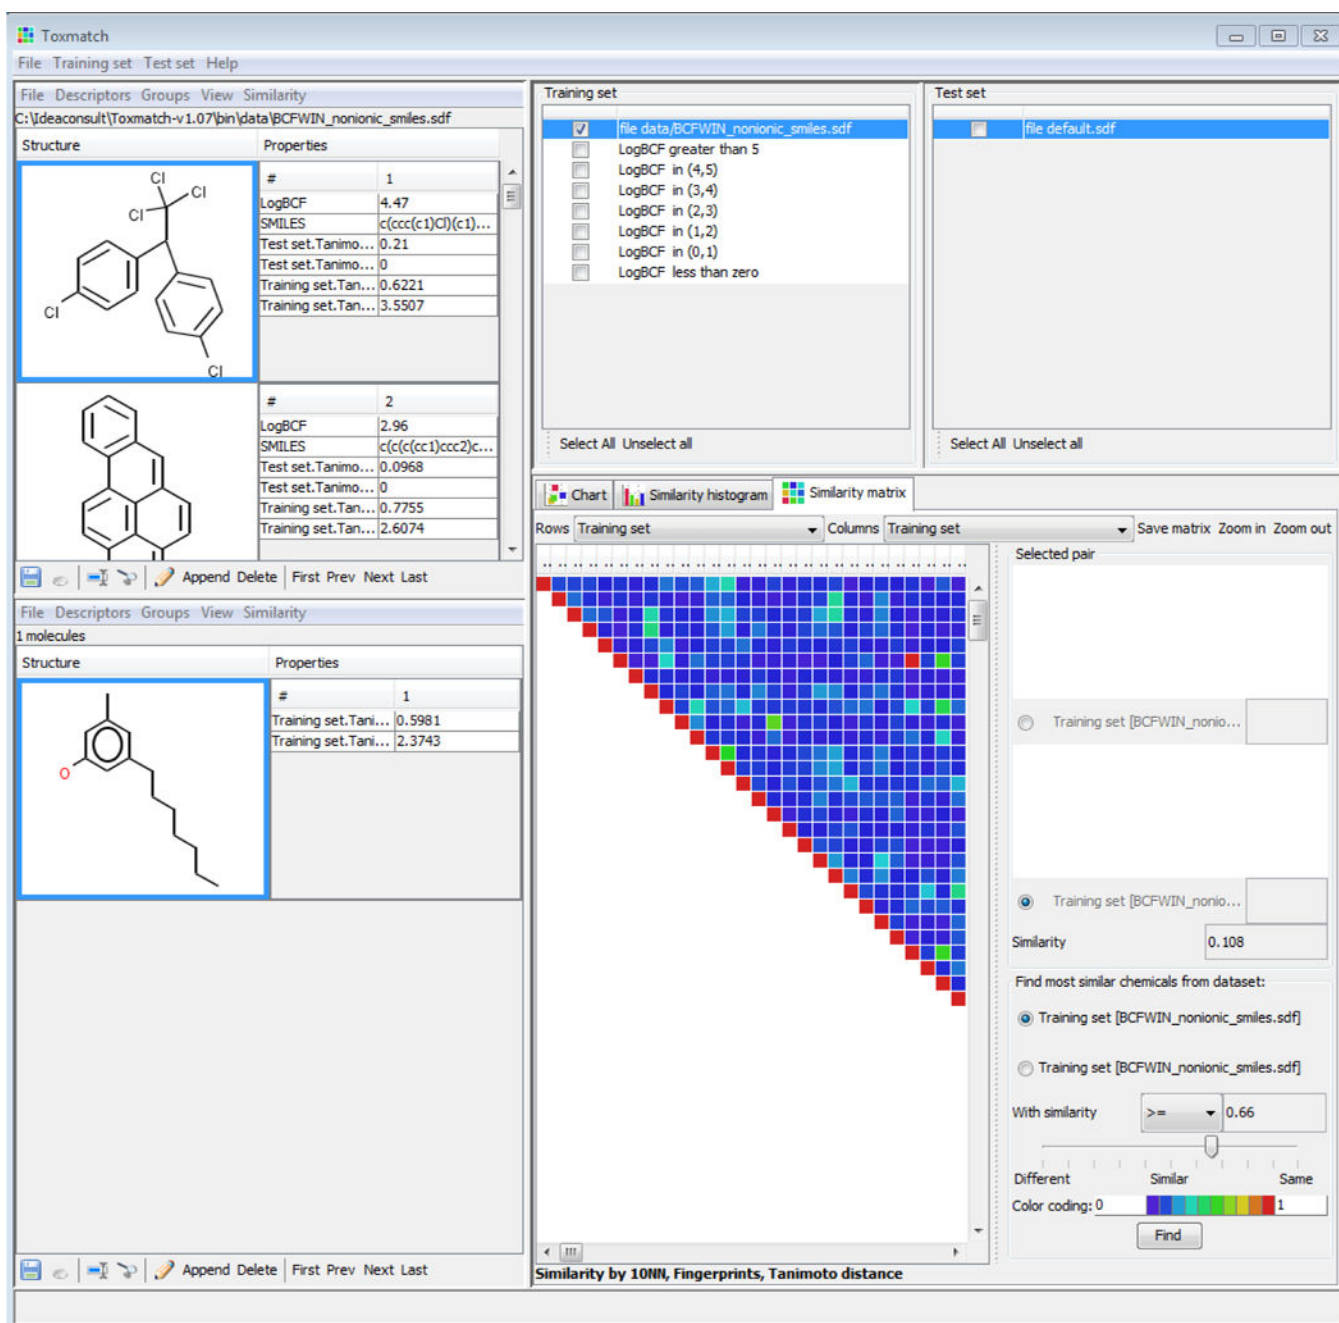 Toxmatch
File Training set Test set Help
File Descriptors Groups View Similarity
C:\Ideaconsult\Toxmatch-v1.07\bin\data\BCFWIN_nonionic_smiles.sdf
Structure Properties
Cl
Cl
Cl
Cl
Cl
# 1
LogBCF 4.47
SMILES c(ccc(c1)Cl)(c1)...
Test set.Tanimo... 0.21
Test set.Tanimo... 0
Training set.Tan... 0.6221
Training set.Tan... 3.5507
# 2
LogBCF 2.96
SMILES c(c(c(cc1)ccc2)c...
Test set.Tanimo... 0.0968
Test set.Tanimo... 0
Training set.Tan... 0.7755
Training set.Tan... 2.6074
Append Delete First Prev Next Last
File Descriptors Groups View Similarity
1 molecules
Structure Properties
O
# 1
Training set.Tani... 0.5981
Training set.Tani... 2.3743
Append Delete First Prev Next Last
Training set
file data/BCFWIN_nonionic_smiles.sdf
LogBCF greater than 5
LogBCF in (4,5)
LogBCF in (3,4)
LogBCF in (2,3)
LogBCF in (1,2)
LogBCF in (0,1)
LogBCF less than zero
Select All Unselect all
Test set
file default.sdf
Select All Unselect all
Chart Similarity histogram Similarity matrix
Rows Training set Columns Training set Save matrix Zoom in Zoom out
Selected pair
Training set [BCFWIN_nonio...
Training set [BCFWIN_nonio...
Similarity 0.108
Find most similar chemicals from dataset:
Training set [BCFWIN_nonionic_smiles.sdf]
Training set [BCFWIN_nonionic_smiles.sdf]
With similarity >= 0.66
Different Similar Same
Color coding: 0 1
Find
Similarity by 10NN, Fingerprints, Tanimoto distance